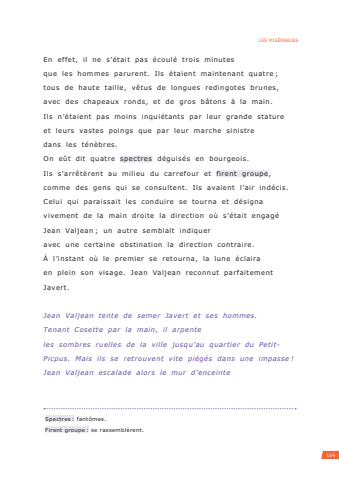 LES MISÉRABLES
En effet, il ne s'était pas écoulé trois minutes
que les hommes parurent. Ils étaient maintenant quatre ;
tous de haute taille, vêtus de longues redingotes brunes,
avec des chapeaux ronds, et de gros bâtons à la main.
Ils n'étaient pas moins inquiétants par leur grande stature
et leurs vastes poings que par leur marche sinistre
dans les ténèbres.
On eût dit quatre spectres déguisés en bourgeois.
Ils s'arrêtèrent au milieu du carrefour et firent groupe,
comme des gens qui se consultent. Ils avaient l'air indécis.
Celui qui paraissait les conduire se tourna et désigna
vivement de la main droite la direction où s'était engagé
Jean Valjean ; un autre semblait indiquer
avec une certaine obstination la direction contraire.
À l'instant où le premier se retourna, la lune éclaira
en plein son visage. Jean Valjean reconnut parfaitement
Javert.
Jean Valjean tente de semer Javert et ses hommes.
Tenant Cosette par la main, il arpente
les sombres ruelles de la ville jusqu'au quartier du Petit-
Picpus. Mais ils se retrouvent vite piégés dans une impasse !
Jean Valjean escalade alors le mur d'enceinte
Spectres : fantômes.
Firent groupe : se rassemblèrent.
114